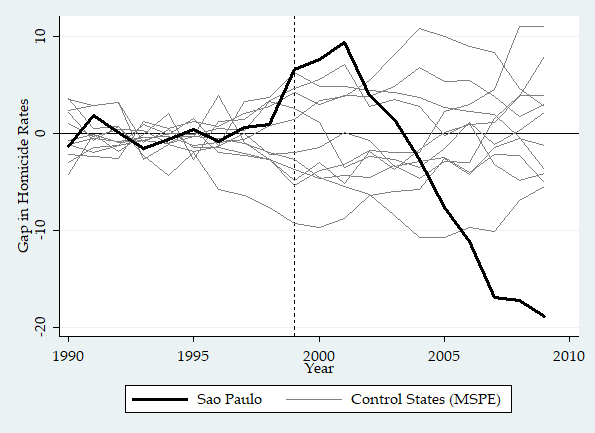 Gap in Homicide Rates
10
0
-10
-20
1990 1995 2000 2005 2010
Year
Sao Paulo Control States (MSPE)